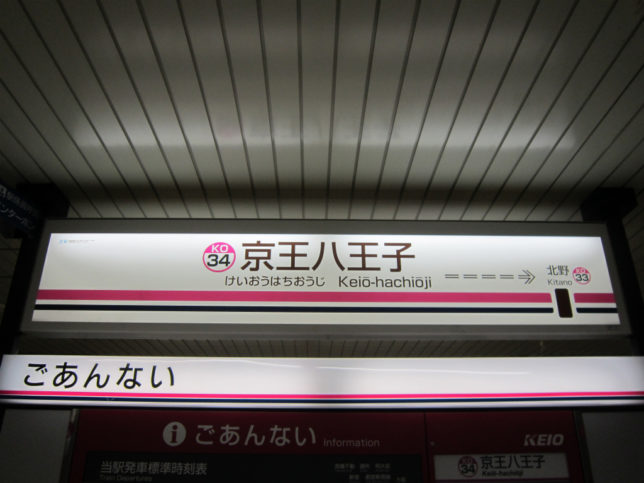 KO
34
京王八王子
けいおうはちおうじ Keiō-hachiōji
北野
Kitano
KO
33
ごあんない
ごあんない Information
KEIO
当駅発車標準時刻表
Train Departures
KO
34
京王八王子
Keiō-hachiōji